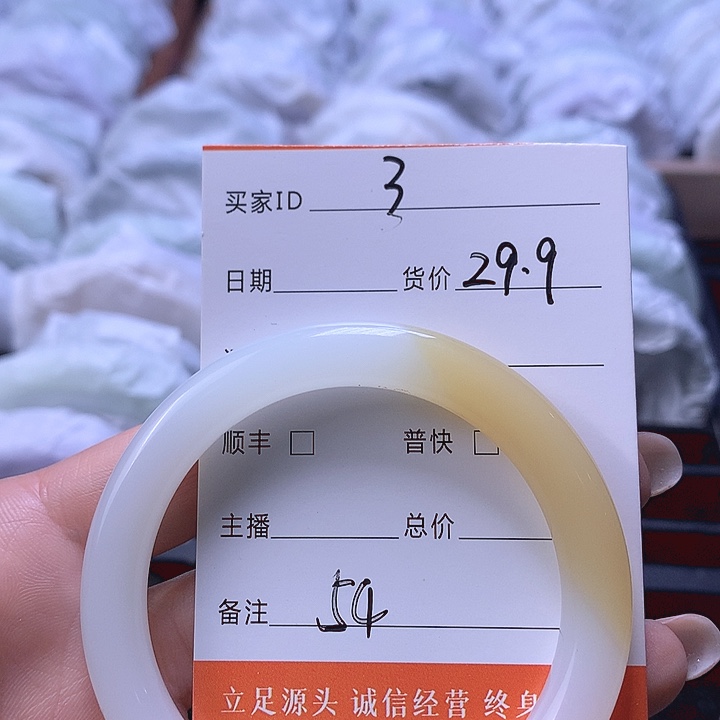 买家ID 3
日期 货价 29.9
顺丰 □ 普快 □
主播 总价
备注 54
立足源头 诚信经营 终身